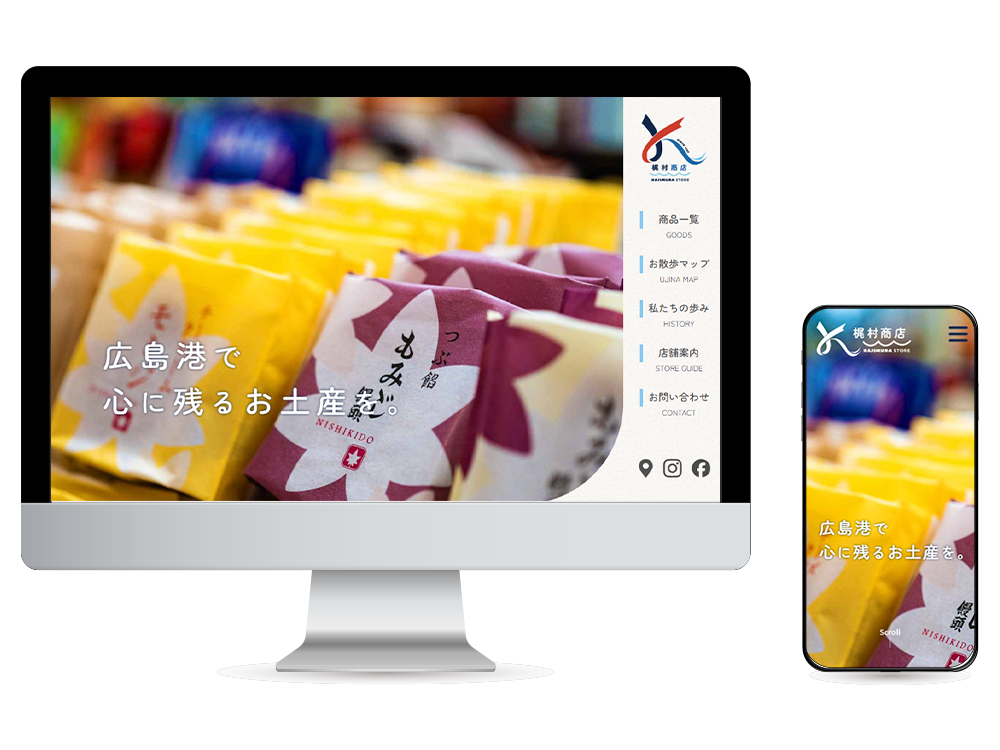 広島港で
心に残るお土産を。
つぶ餡
もみじ
饅頭
NISHIKIDO
梶村商店
KAJIMURA STORE
商品一覧
GOODS
お散歩マップ
UJINA MAP
私たちの歩み
HISTORY
店舗案内
STORE GUIDE
お問い合わせ
CONTACT
梶村商店
KAJIMURA STORE
広島港で
心に残るお土産を。
饅頭
NISHIKIDO
Scroll